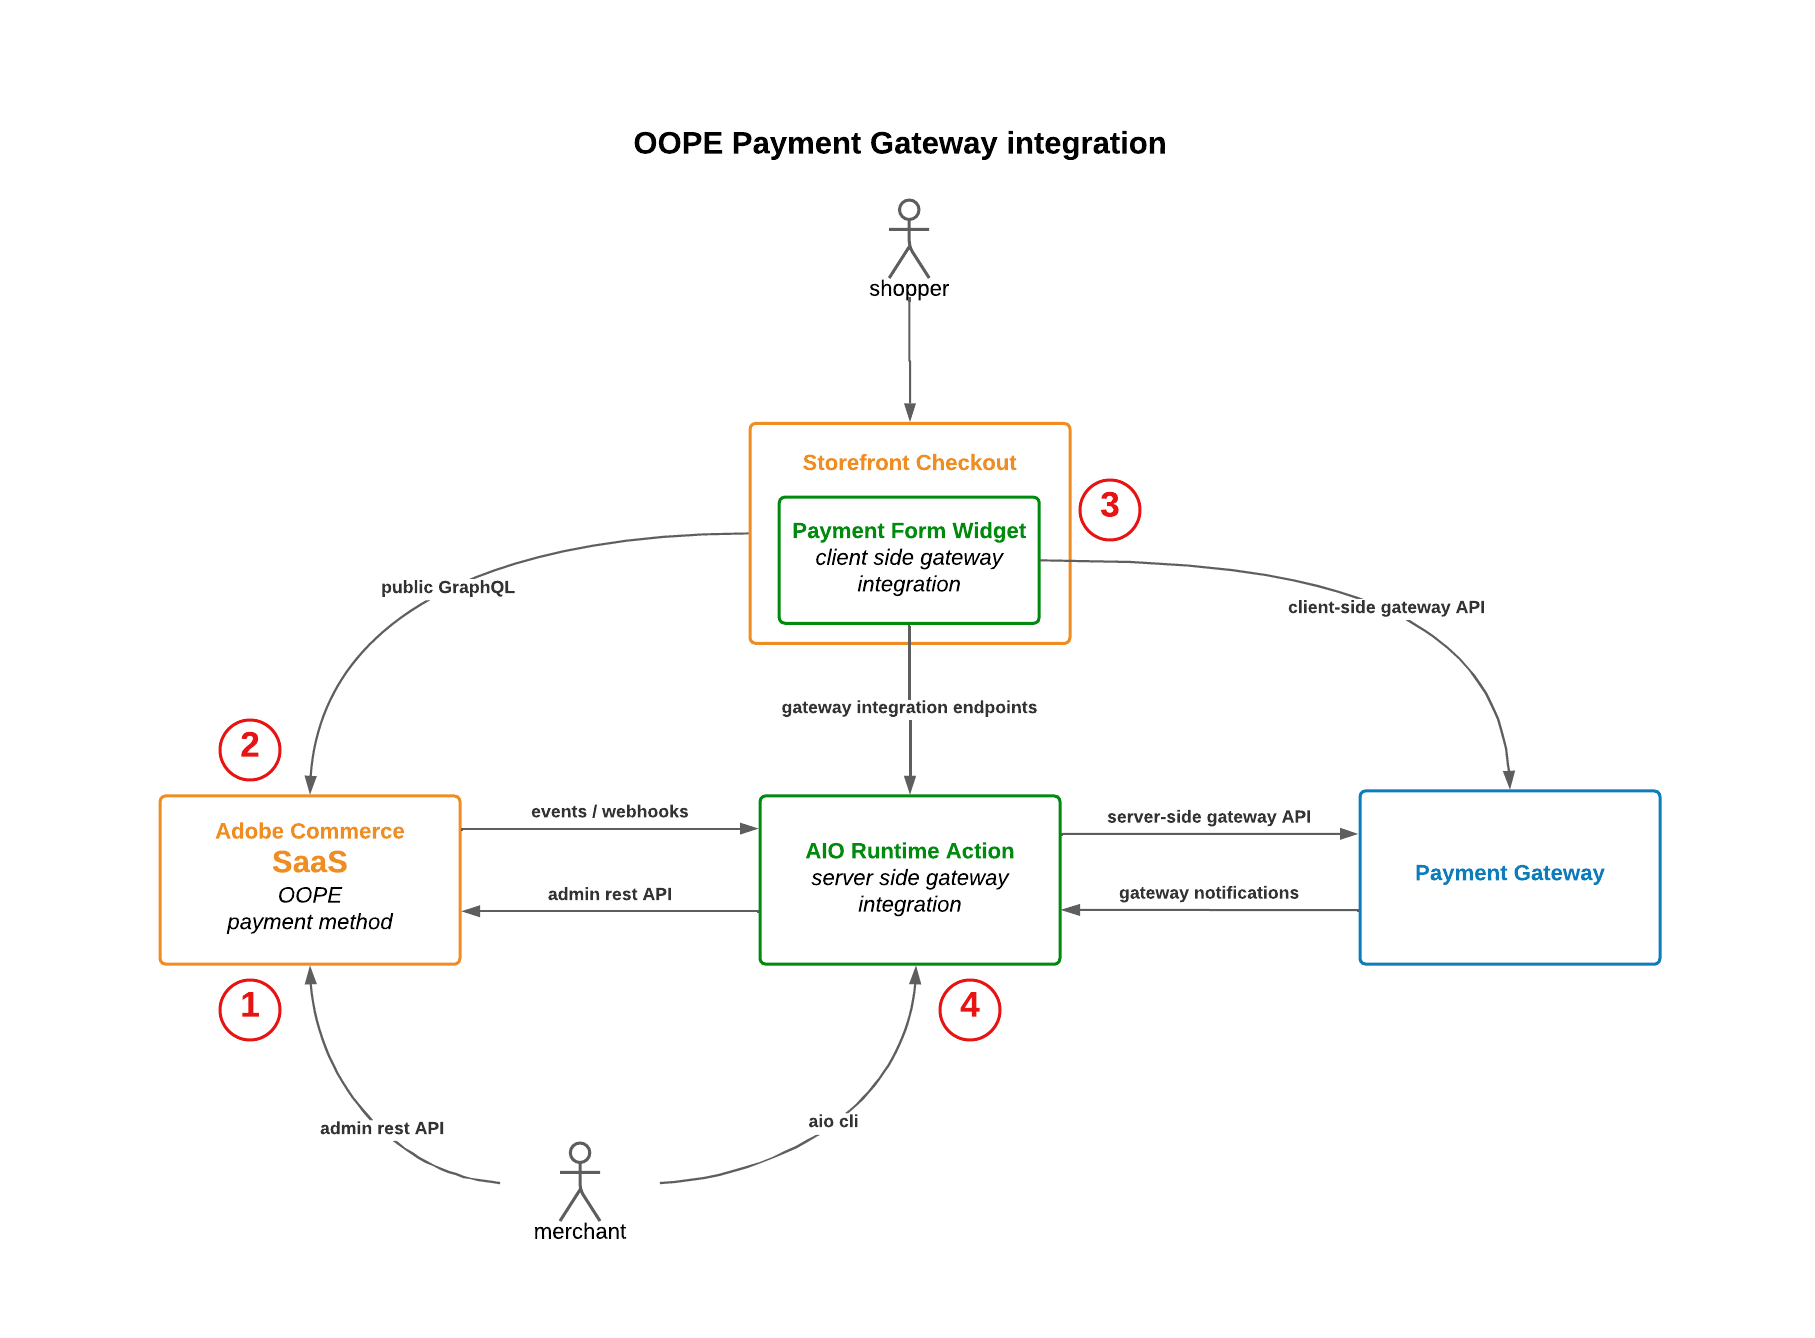 OOPE Payment Gateway integration
shopper
Storefront Checkout
3
Payment Form Widget
client side gateway
integration
public GraphQL
client-side gateway API
gateway integration endpoints
2
Adobe Commerce
SaaS
OOPE
payment method
events / webhooks
admin rest API
AIO Runtime Action
server side gateway
integration
server-side gateway API
gateway notifications
Payment Gateway
1
4
admin rest API
aio cli
merchant